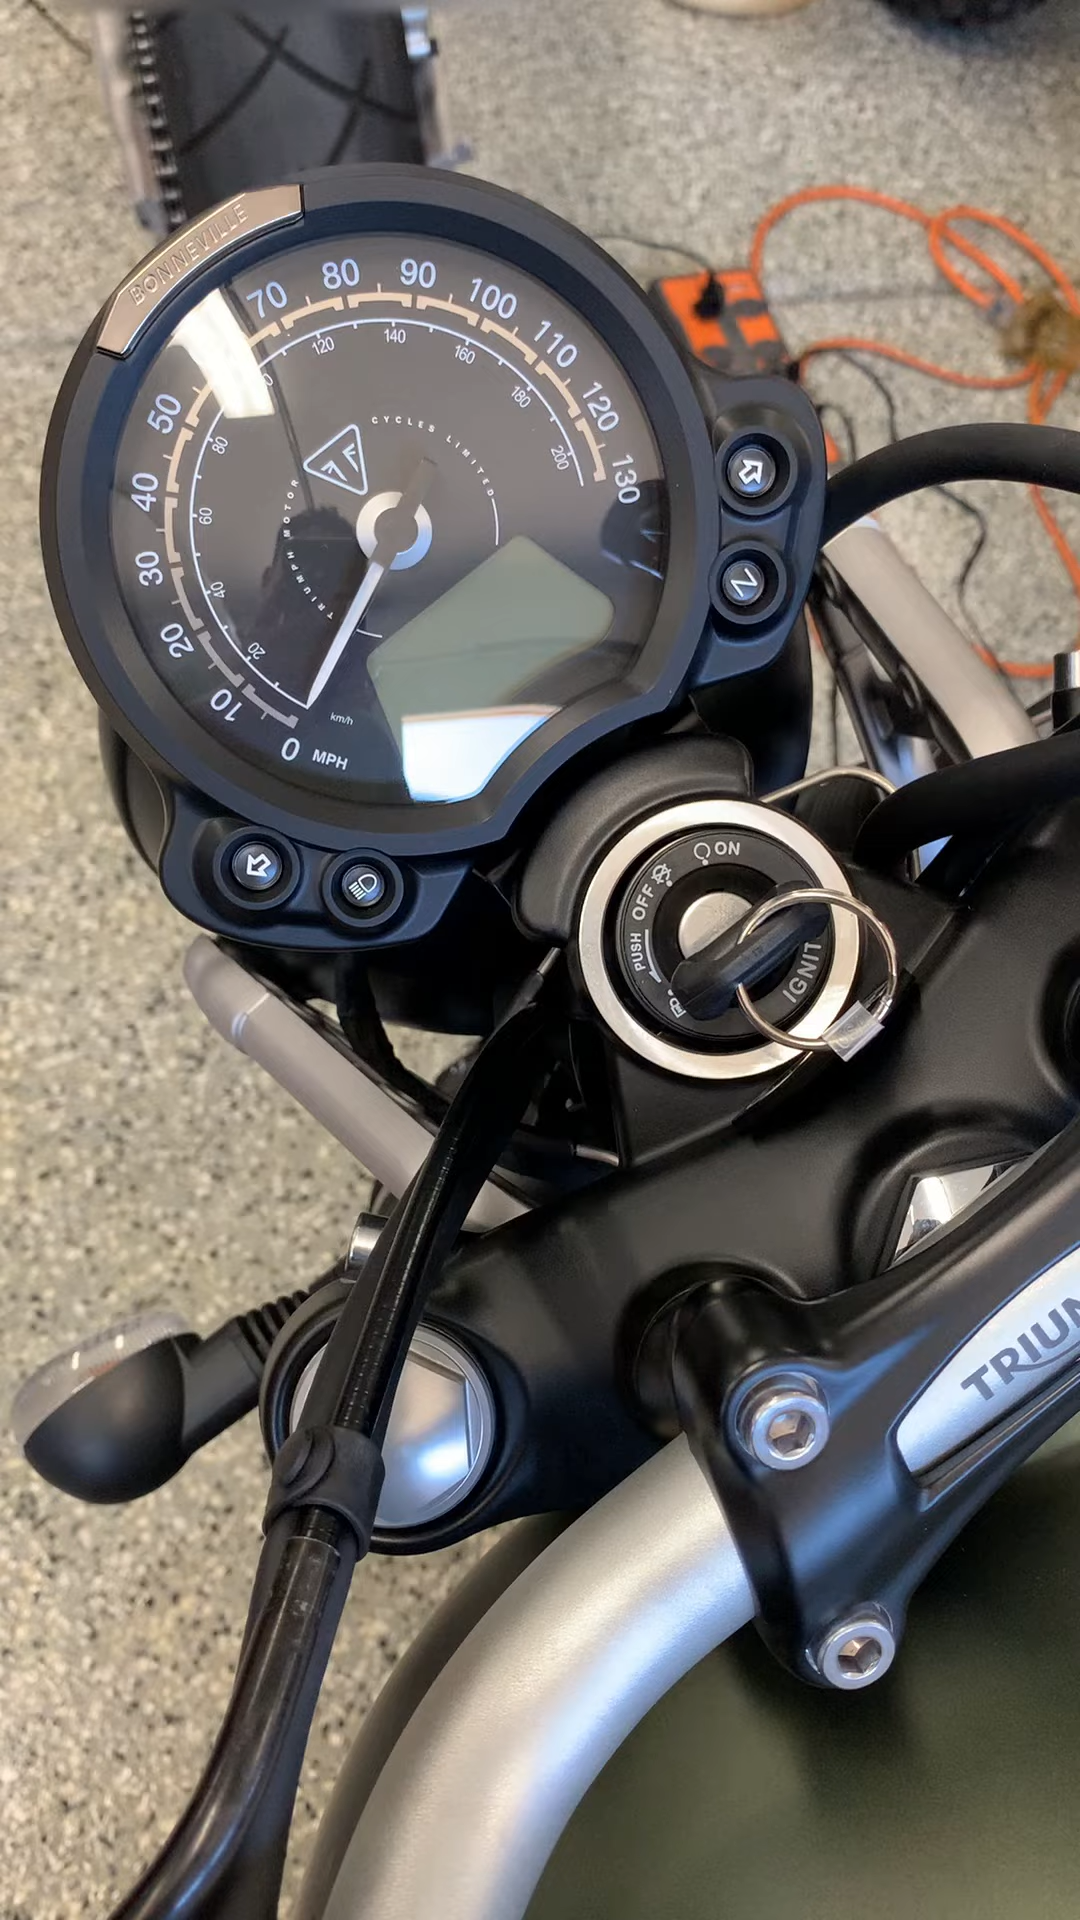 BONNEVILLE
0
10
20
30
40
50
70
80
90
100
110
120
130
MPH
20
40
60
80
120
140
160
180
200
km/h
TRIUMPH MOTOR CYCLES LIMITED
N
ON
OFF
PUSH
IGNIT
TRIUM